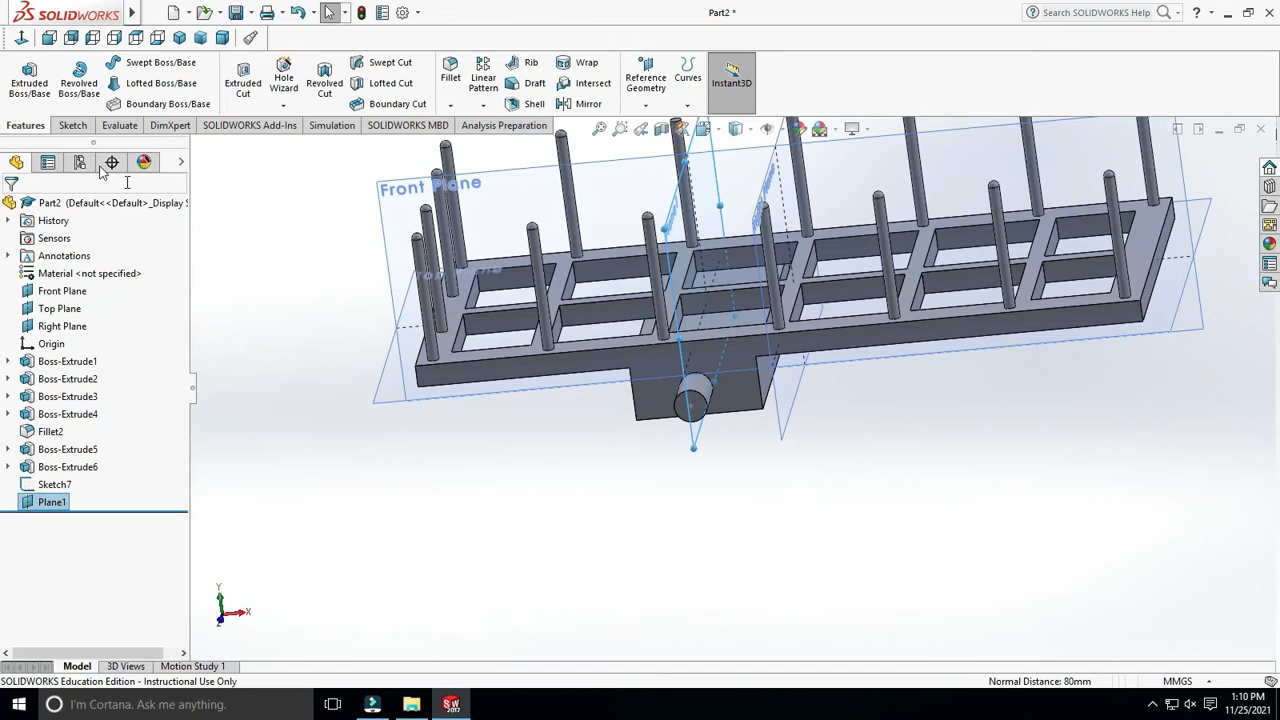 SOLIDWORKS
Part2 *
Search SOLIDWORKS Help
Extruded Boss/Base
Revolved Boss/Base
Swept Boss/Base
Lofted Boss/Base
Boundary Boss/Base
Extruded Cut
Hole Wizard
Revolved Cut
Swept Cut
Lofted Cut
Boundary Cut
Fillet
Linear Pattern
Rib
Draft
Shell
Wrap
Intersect
Mirror
Reference Geometry
Curves
Instant3D
Features
Sketch
Evaluate
DimXpert
SOLIDWORKS Add-Ins
Simulation
SOLIDWORKS MBD
Analysis Preparation
Part2 (Default<<Default>_Display S
History
Sensors
Annotations
Material <not specified>
Front Plane
Top Plane
Right Plane
Origin
Boss-Extrude1
Boss-Extrude2
Boss-Extrude3
Boss-Extrude4
Fillet2
Boss-Extrude5
Boss-Extrude6
Sketch7
Plane1
Front Plane
Y
X
Model
3D Views
Motion Study 1
SOLIDWORKS Education Edition - Instructional Use Only
Normal Distance: 80mm
MMGS
I'm Cortana. Ask me anything.
SW
2017
1:10 PM
11/25/2021